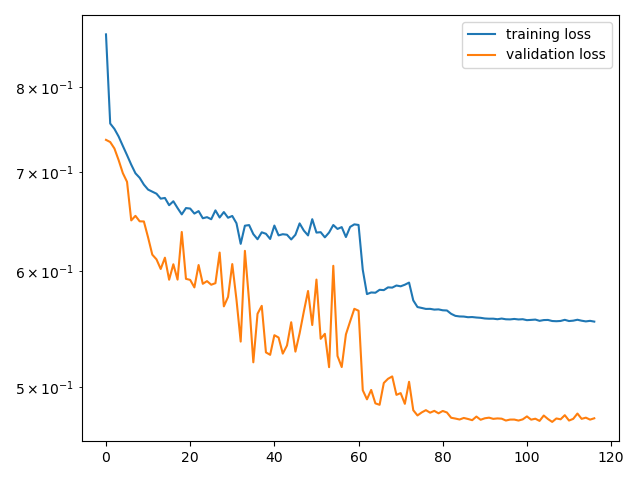 training loss
validation loss
8 × 10⁻¹
7 × 10⁻¹
6 × 10⁻¹
5 × 10⁻¹
0 20 40 60 80 100 120